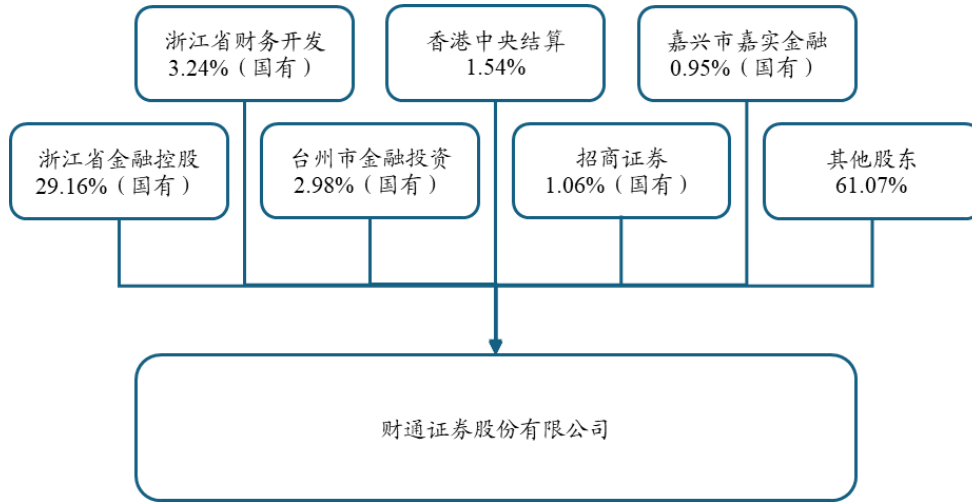 浙江省财务开发
3.24%（国有）
香港中央结算
1.54%
嘉兴市嘉实金融
0.95%（国有）
浙江省金融控股
29.16%（国有）
台州市金融投资
2.98%（国有）
招商证券
1.06%（国有）
其他股东
61.07%
财通证券股份有限公司